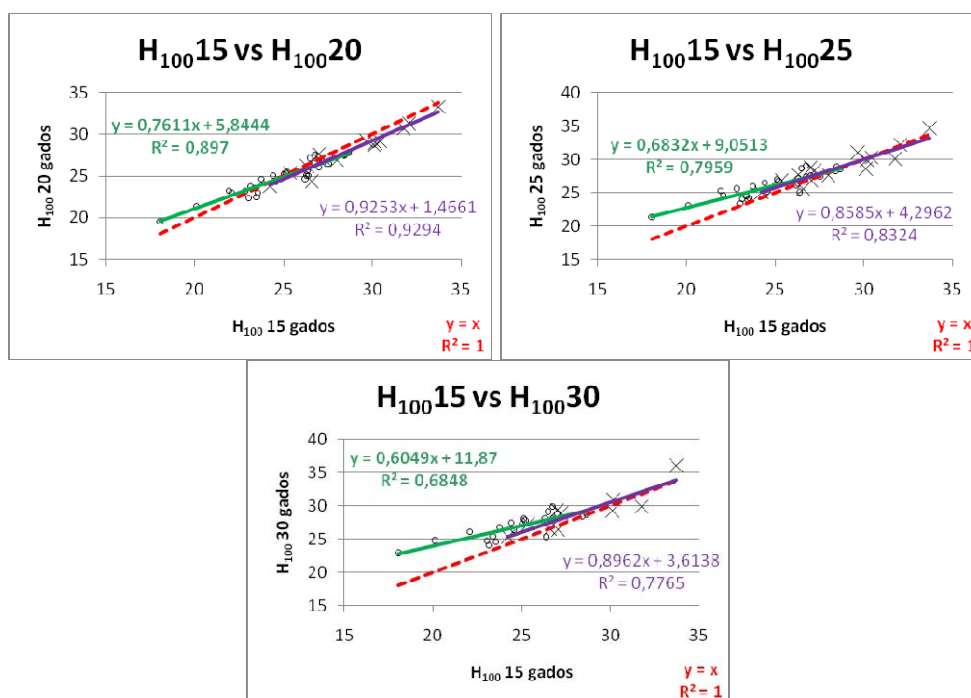 H₁₀₀15 vs H₁₀₀20
H₁₀₀ 20 gados
35
30
25
20
15
y = 0,7611x + 5,8444
R² = 0,897
y = 0,9253x + 1,4661
R² = 0,9294
15 20 25 30 35
H₁₀₀ 15 gados
y = x
R² = 1
H₁₀₀15 vs H₁₀₀25
H₁₀₀ 25 gados
40
35
30
25
20
15
y = 0,6832x + 9,0513
R² = 0,7959
y = 0,8585x + 4,2962
R² = 0,8324
15 20 25 30 35
H₁₀₀ 15 gados
y = x
R² = 1
H₁₀₀15 vs H₁₀₀30
H₁₀₀ 30 gados
40
35
30
25
20
15
y = 0,6049x + 11,87
R² = 0,6848
y = 0,8962x + 3,6138
R² = 0,7765
15 20 25 30 35
H₁₀₀ 15 gados
y = x
R² = 1